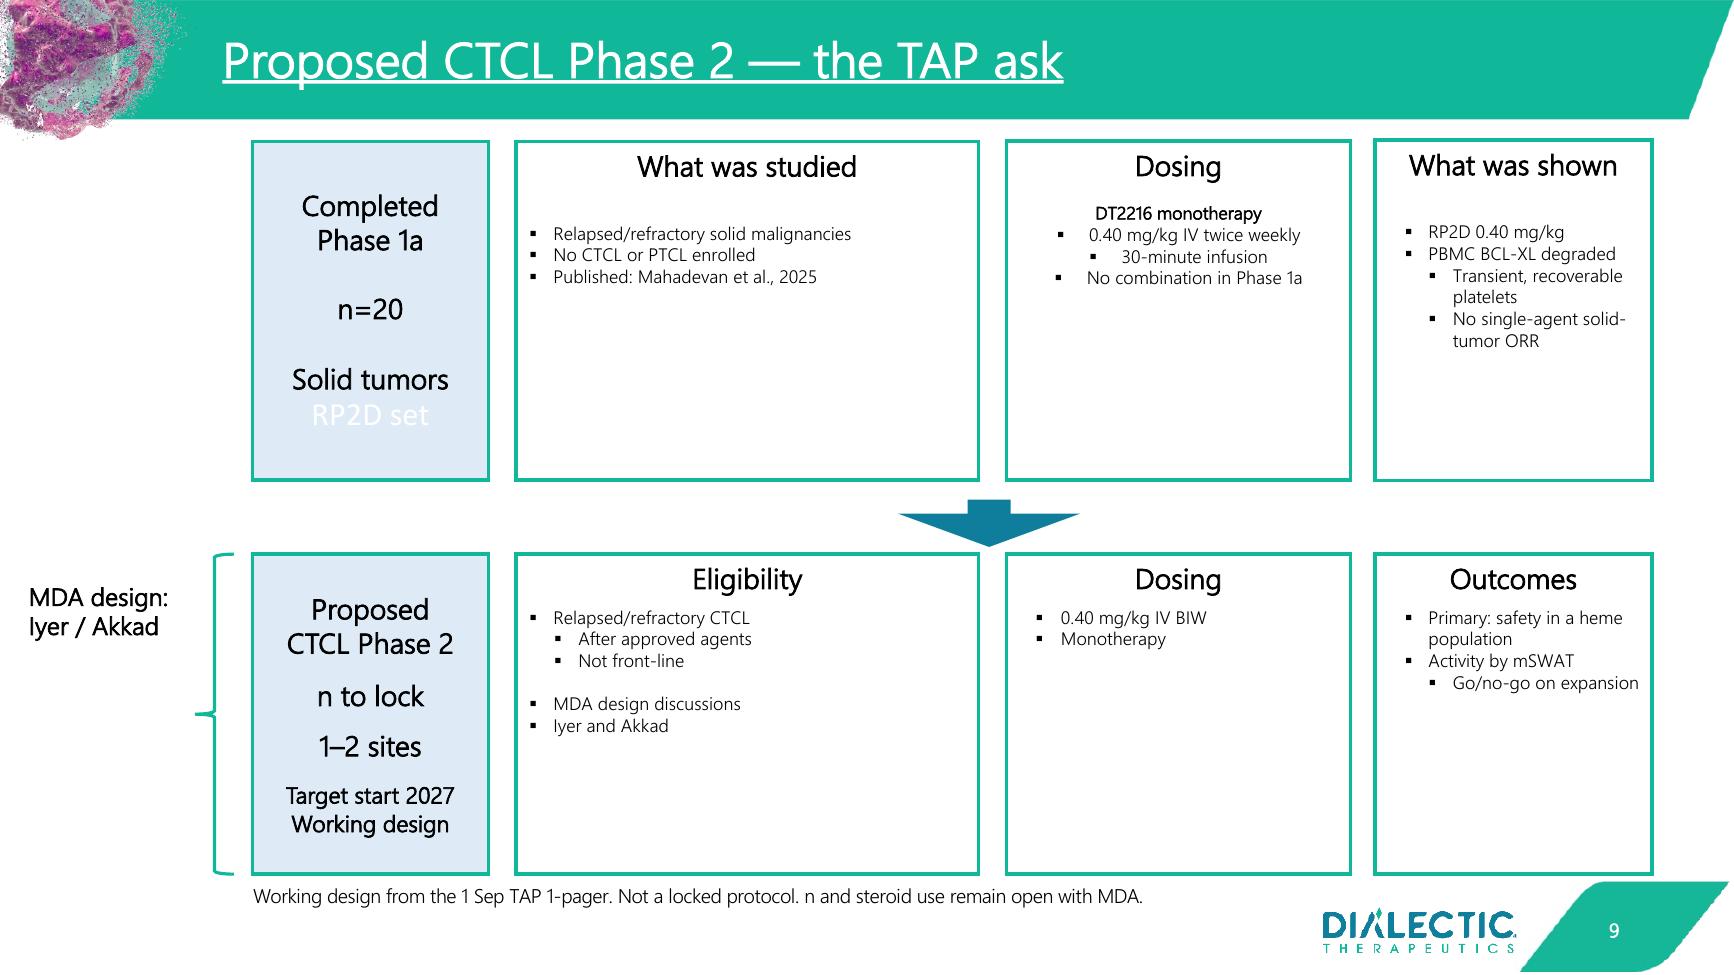 Proposed CTCL Phase 2 — the TAP ask
Completed
Phase 1a
n=20
Solid tumors
RP2D set
What was studied
▪ Relapsed/refractory solid malignancies
▪ No CTCL or PTCL enrolled
▪ Published: Mahadevan et al., 2025
Dosing
DT2216 monotherapy
▪ 0.40 mg/kg IV twice weekly
▪ 30-minute infusion
▪ No combination in Phase 1a
What was shown
▪ RP2D 0.40 mg/kg
▪ PBMC BCL-XL degraded
▪ Transient, recoverable
platelets
▪ No single-agent solid-
tumor ORR
MDA design:
Iyer / Akkad
Proposed
CTCL Phase 2
n to lock
1–2 sites
Target start 2027
Working design
Eligibility
▪ Relapsed/refractory CTCL
▪ After approved agents
▪ Not front-line
▪ MDA design discussions
▪ Iyer and Akkad
Dosing
▪ 0.40 mg/kg IV BIW
▪ Monotherapy
Outcomes
▪ Primary: safety in a heme
population
▪ Activity by mSWAT
▪ Go/no-go on expansion
Working design from the 1 Sep TAP 1-pager. Not a locked protocol. n and steroid use remain open with MDA.
DIALECTIC
THERAPEUTICS
9